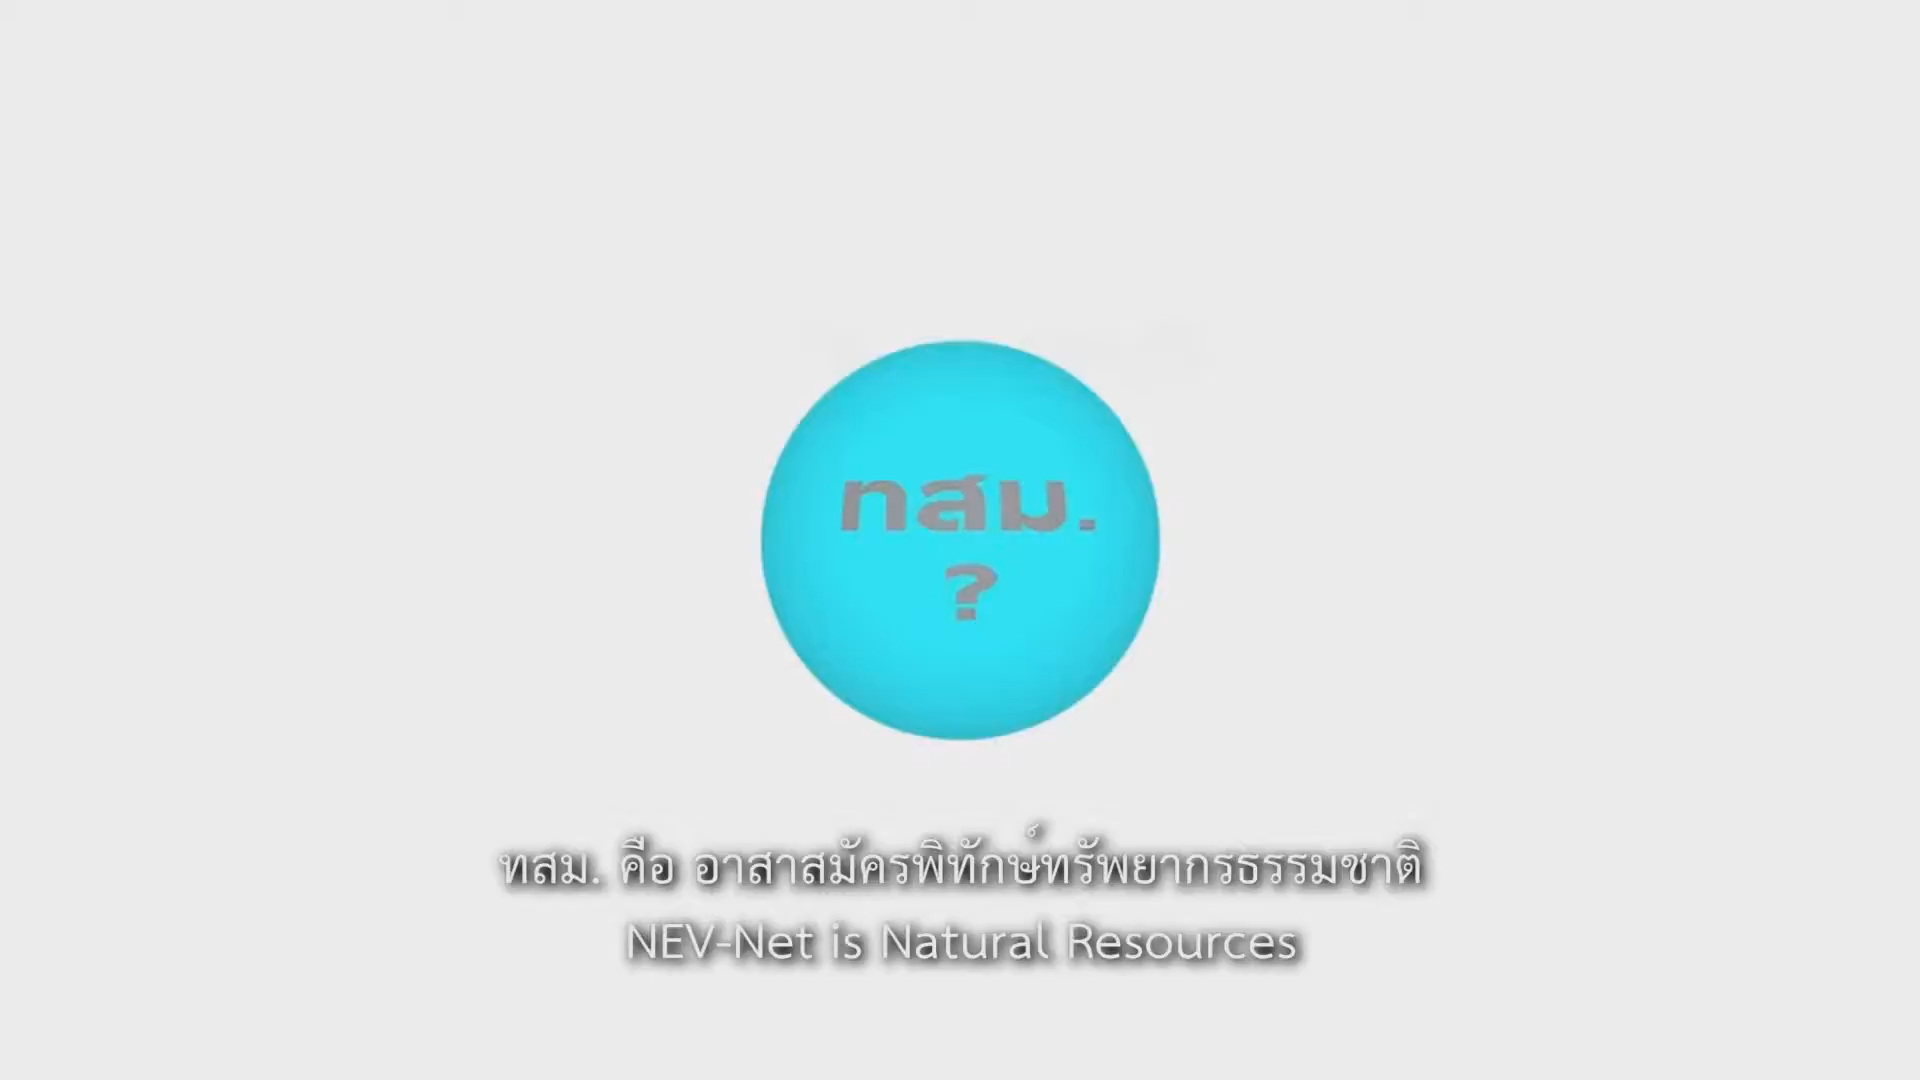 ทสม.
?
ทสม. คือ อาสาสมัครพิทักษ์ทรัพยากรธรรมชาติ
NEV-Net is Natural Resources